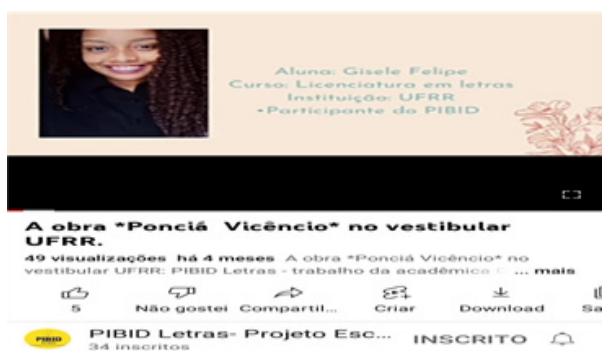 Aluna: Gisele Felipe
Curso: Licenciatura em letras
Instituição: UFRR
•Participante do PIBID
A obra *Ponciá Vicêncio* no vestibular
UFRR.
49 visualizações há 4 meses A obra *Ponciá Vicêncio* no
vestibular UFRR: PIBID Letras - trabalho da acadêmica ... mais
5 Não gostei Compartil... Criar Download Sa
PIBID
PIBID Letras- Projeto Esc... INSCRITO
34 inscritos